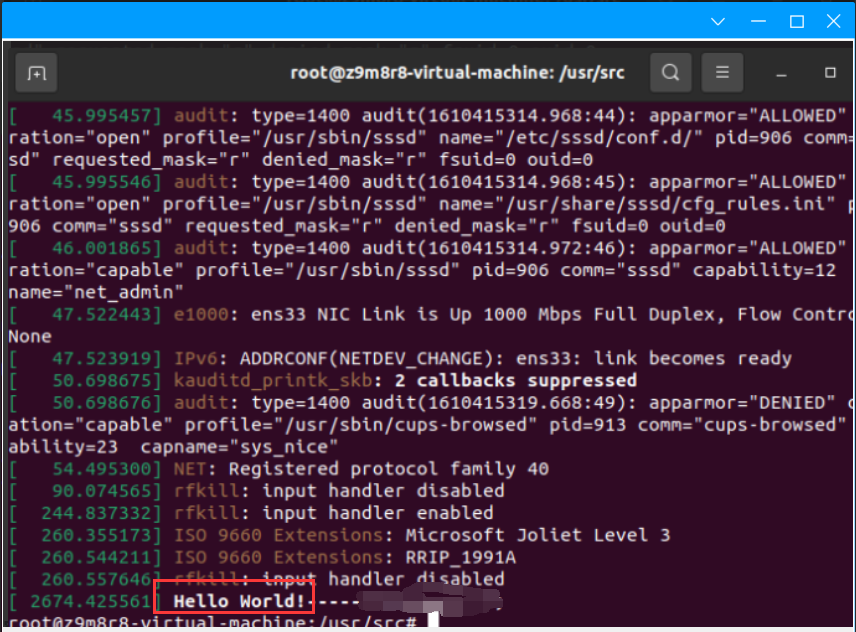 root@z9m8r8-virtual-machine: /usr/src
[   45.995457] audit: type=1400 audit(1610415314.968:44): apparmor="ALLOWED"
ration="open" profile="/usr/sbin/sssd" name="/etc/sssd/conf.d/" pid=906 comm=
sd" requested_mask="r" denied_mask="r" fsuid=0 ouid=0
[   45.995546] audit: type=1400 audit(1610415314.968:45): apparmor="ALLOWED"
ration="open" profile="/usr/sbin/sssd" name="/usr/share/sssd/cfg_rules.ini" p
906 comm="sssd" requested_mask="r" denied_mask="r" fsuid=0 ouid=0
[   46.001865] audit: type=1400 audit(1610415314.972:46): apparmor="ALLOWED"
ration="capable" profile="/usr/sbin/sssd" pid=906 comm="sssd" capability=12
name="net_admin"
[   47.522443] e1000: ens33 NIC Link is Up 1000 Mbps Full Duplex, Flow Contro
None
[   47.523919] IPv6: ADDRCONF(NETDEV_CHANGE): ens33: link becomes ready
[   50.698675] kauditd_printk_skb: 2 callbacks suppressed
[   50.698676] audit: type=1400 audit(1610415319.668:49): apparmor="DENIED" o
ation="capable" profile="/usr/sbin/cups-browsed" pid=913 comm="cups-browsed"
ability=23  capname="sys_nice"
[   54.495300] NET: Registered protocol family 40
[   90.074565] rfkill: input handler disabled
[  244.837332] rfkill: input handler enabled
[  260.355173] ISO 9660 Extensions: Microsoft Joliet Level 3
[  260.544211] ISO 9660 Extensions: RRIP_1991A
[  260.557646] rfkill: input handler disabled
[ 2674.425561] Hello World!-----
root@z9m8r8-virtual-machine:/usr/src#